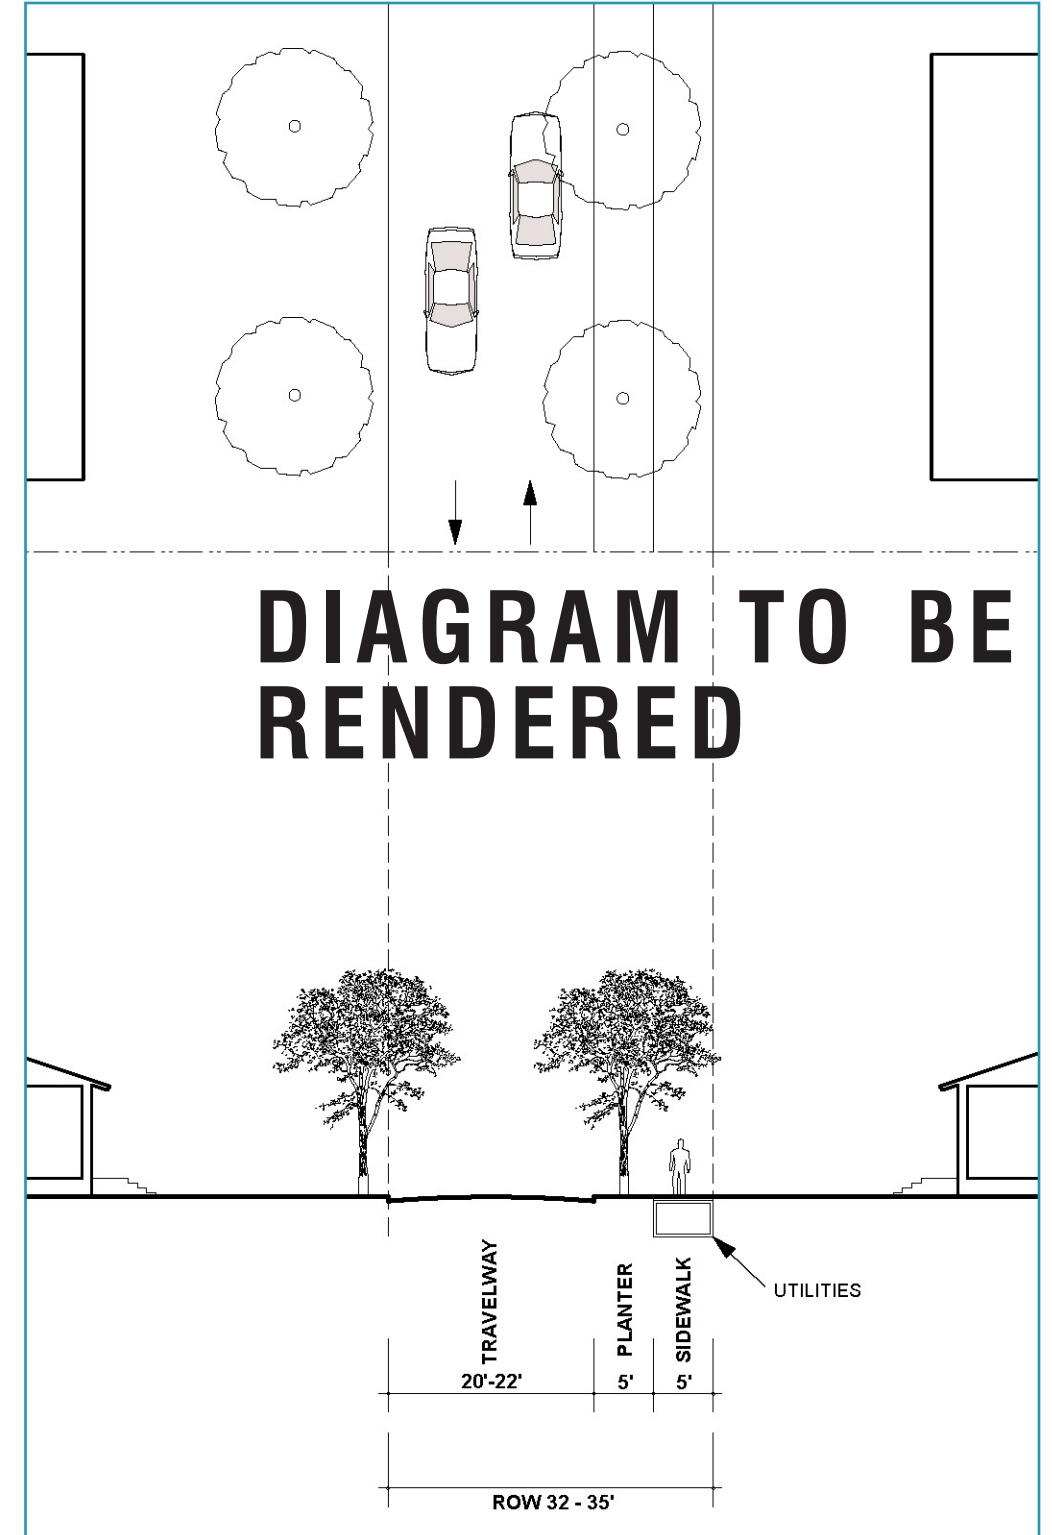 DIAGRAM TO BE
RENDERED
TRAVELWAY
PLANTER
SIDEWALK
UTILITIES
20'-22'
5'
5'
ROW 32 - 35'